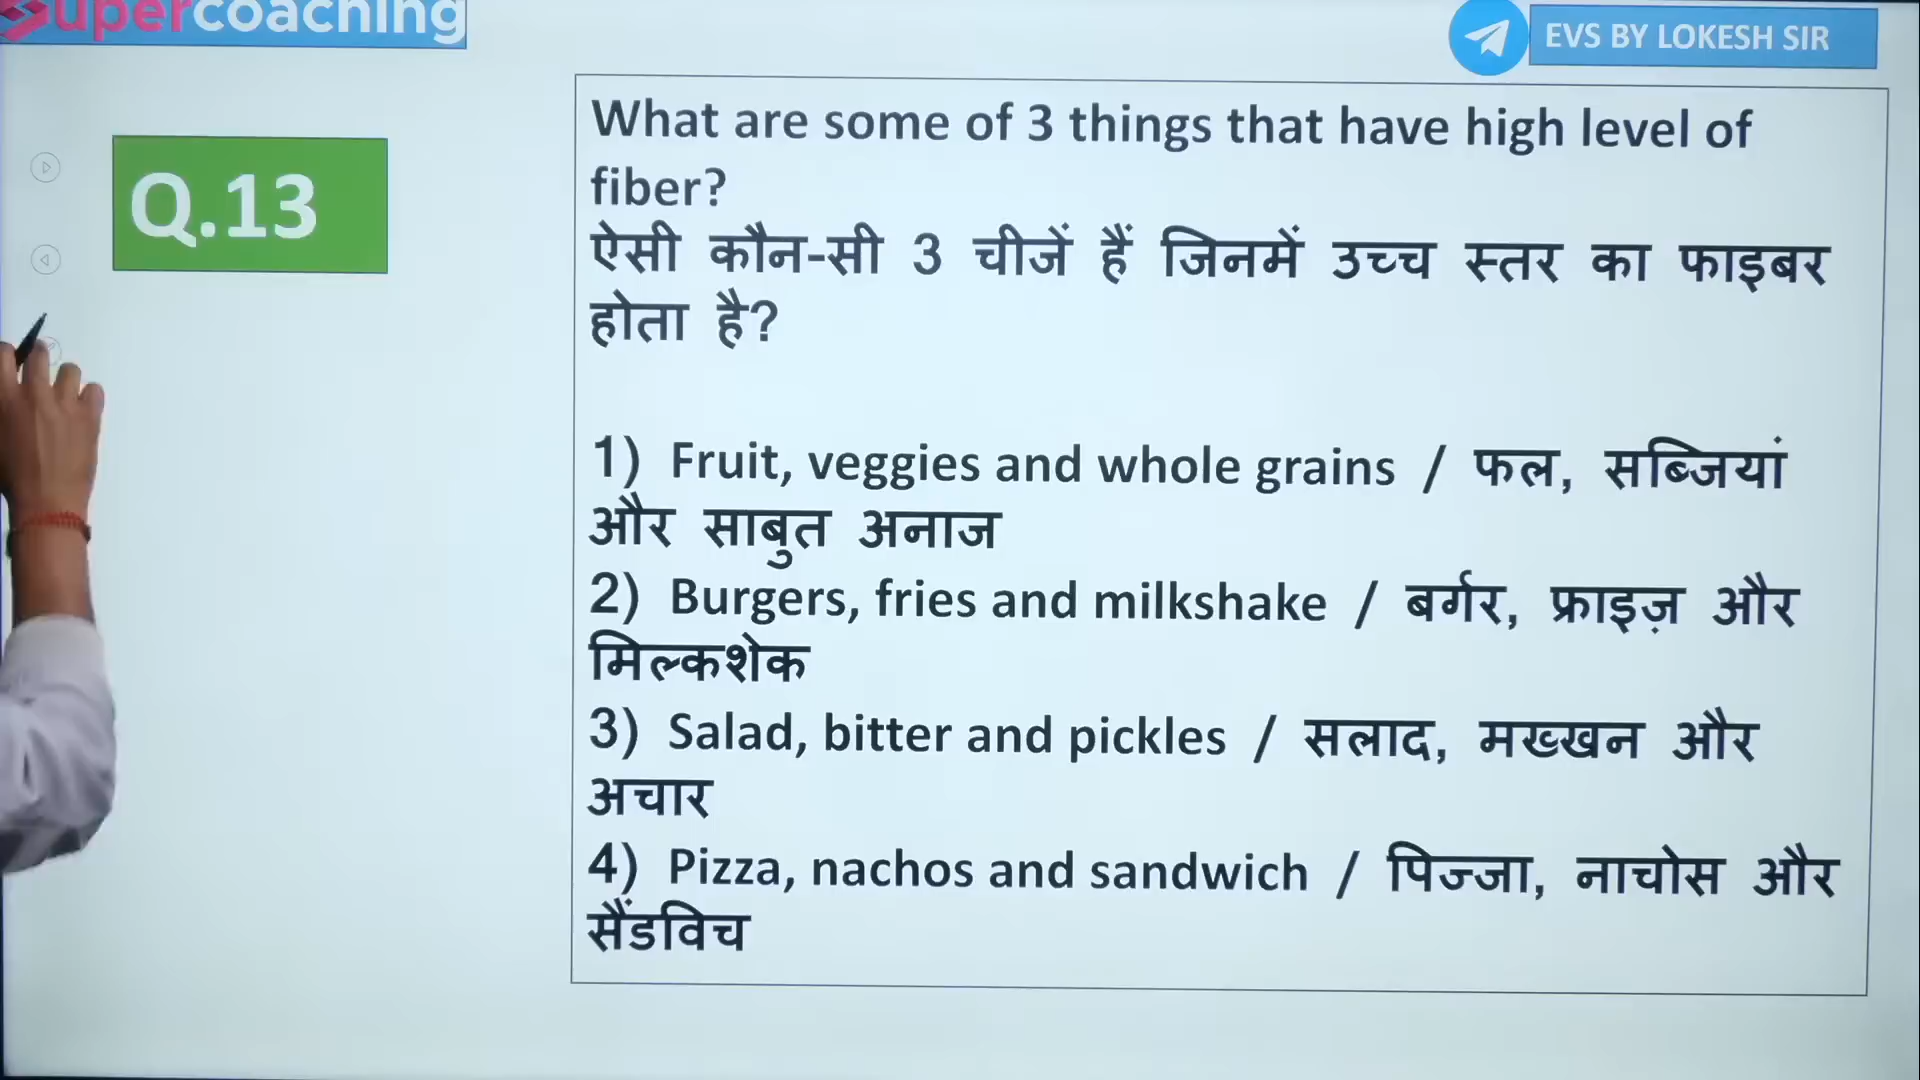 Supercoaching
EVS BY LOKESH SIR
Q.13
What are some of 3 things that have high level of
fiber?
ऐसी कौन-सी 3 चीजें हैं जिनमें उच्च स्तर का फाइबर
होता है?
1) Fruit, veggies and whole grains / फल, सब्जियां
और साबुत अनाज
2) Burgers, fries and milkshake / बर्गर, फ्राइज़ और
मिल्कशेक
3) Salad, bitter and pickles / सलाद, मख्खन और
अचार
4) Pizza, nachos and sandwich / पिज्जा, नाचोस और
सैंडविच